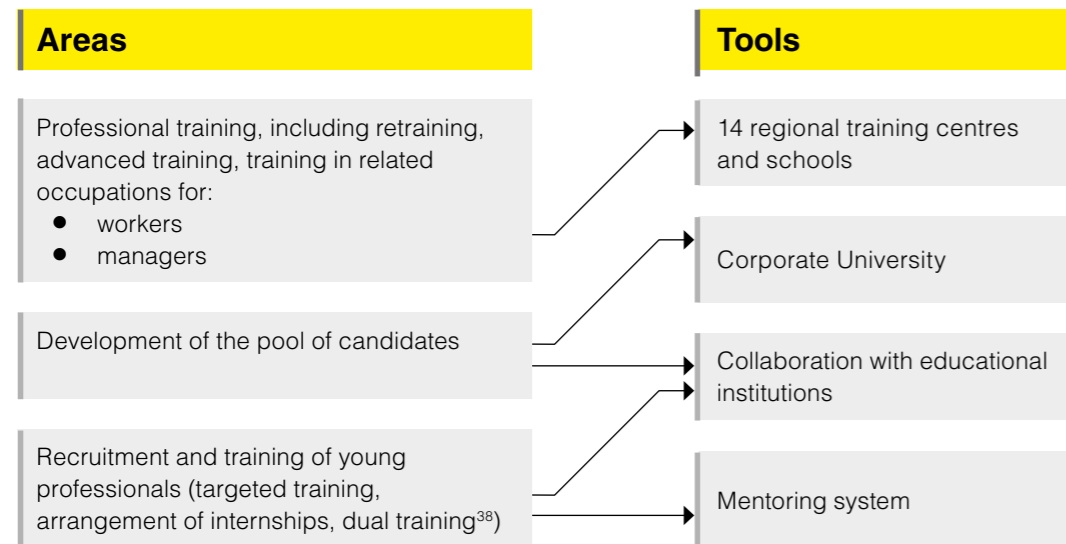 Areas
Professional training, including retraining,
advanced training, training in related
occupations for:
● workers
● managers
Development of the pool of candidates
Recruitment and training of young
professionals (targeted training,
arrangement of internships, dual training³⁸)
Tools
14 regional training centres
and schools
Corporate University
Collaboration with educational
institutions
Mentoring system